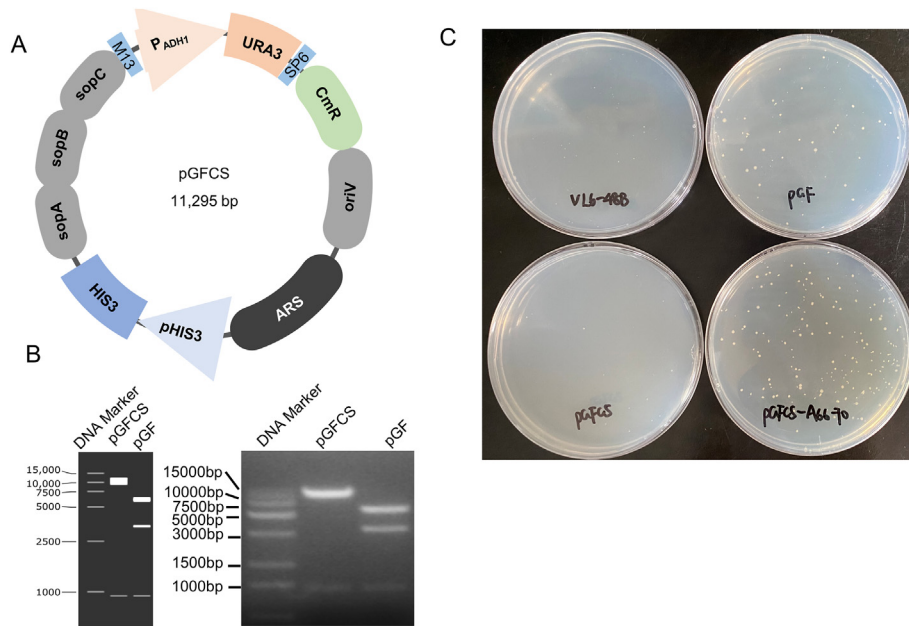 A
M13
PADH1
URA3
SP6
CmR
oriV
ARS
pHIS3
HIS3
sopA
sopB
sopC
pGFCS
11,295 bp
B
DNA Marker
pGFCS
pGF
15,000
10,000
7500
5000
2500
1000
DNA Marker
pGFCS
pGF
15000bp
10000bp
7500bp
5000bp
3000bp
1500bp
1000bp
C
VL6-48B
pGF
pGFCS
pGFCS-A66-70